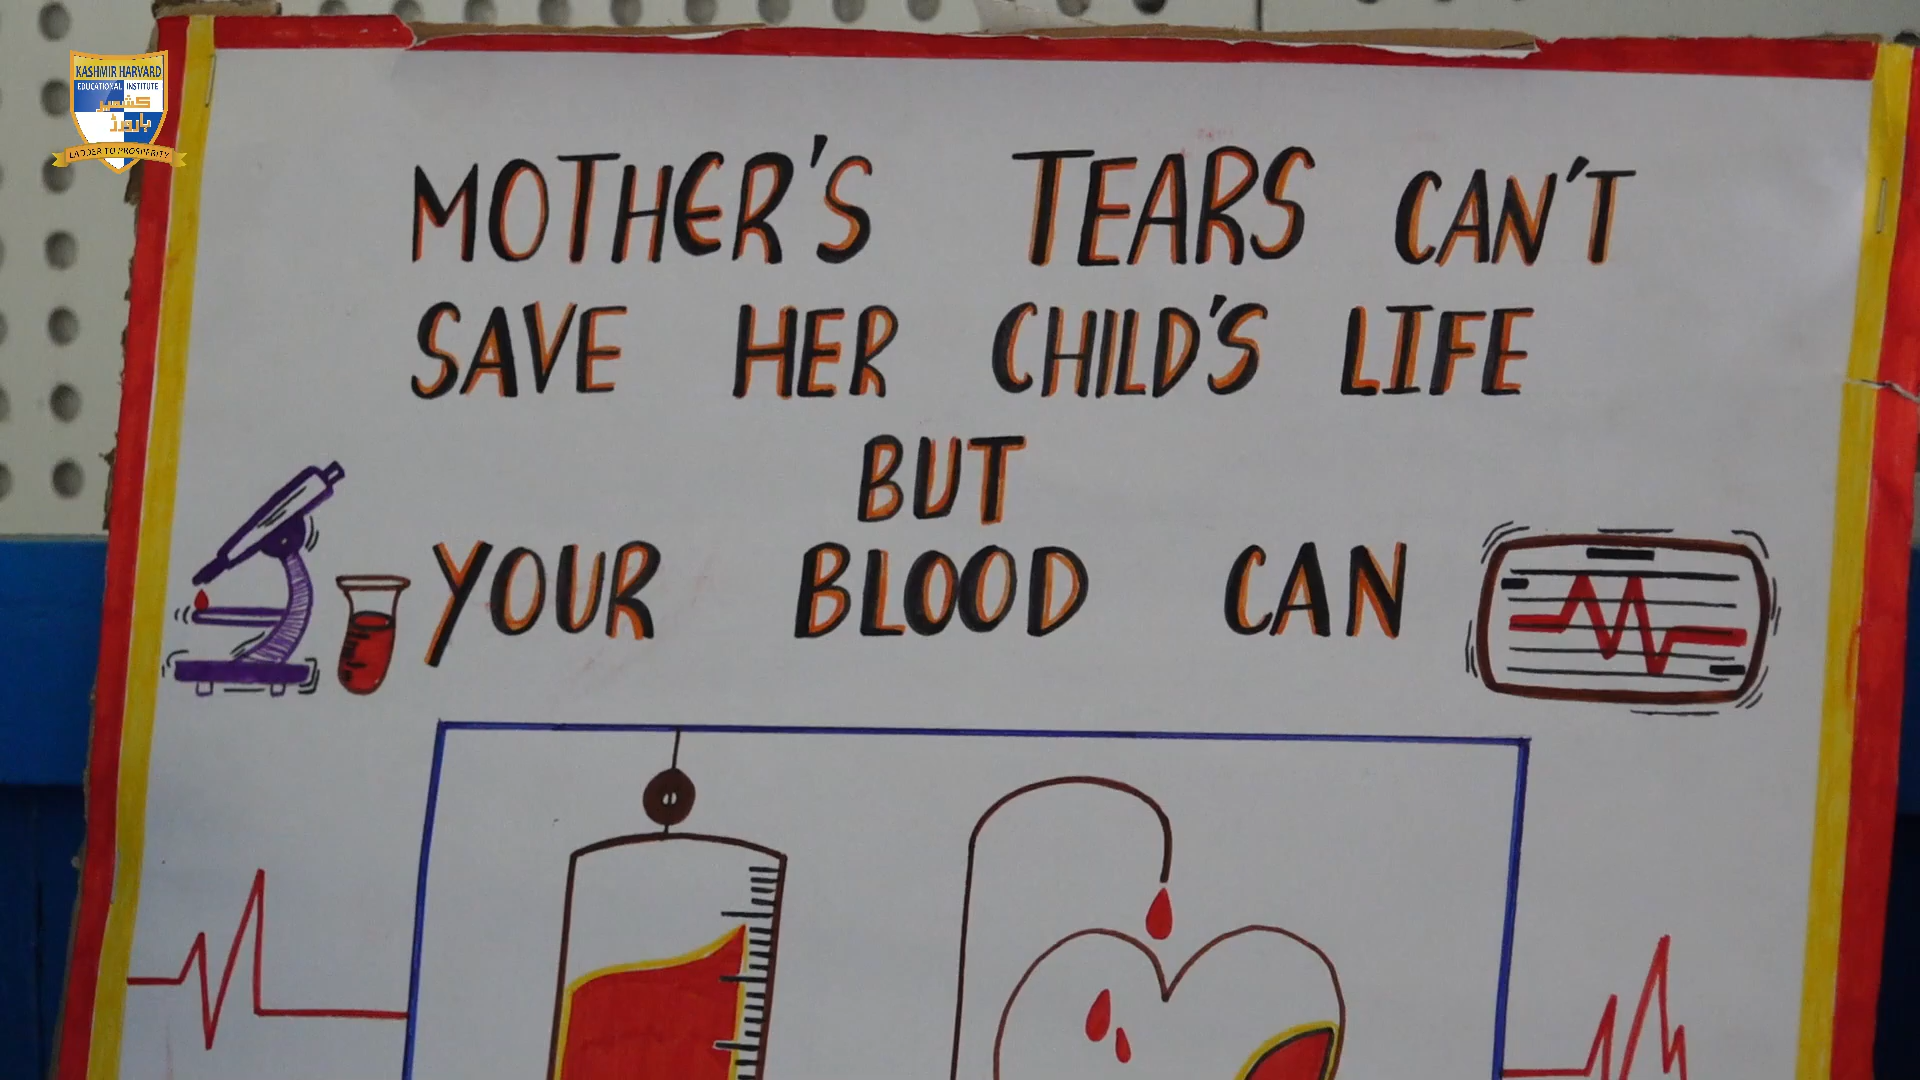 KASHMIR HARVARD
EDUCATIONAL INSTITUTE
کشمیر
ہارورڈ
LADDER TO PROSPERITY
MOTHER'S TEARS CAN'T
SAVE HER CHILD'S LIFE
BUT
YOUR BLOOD CAN